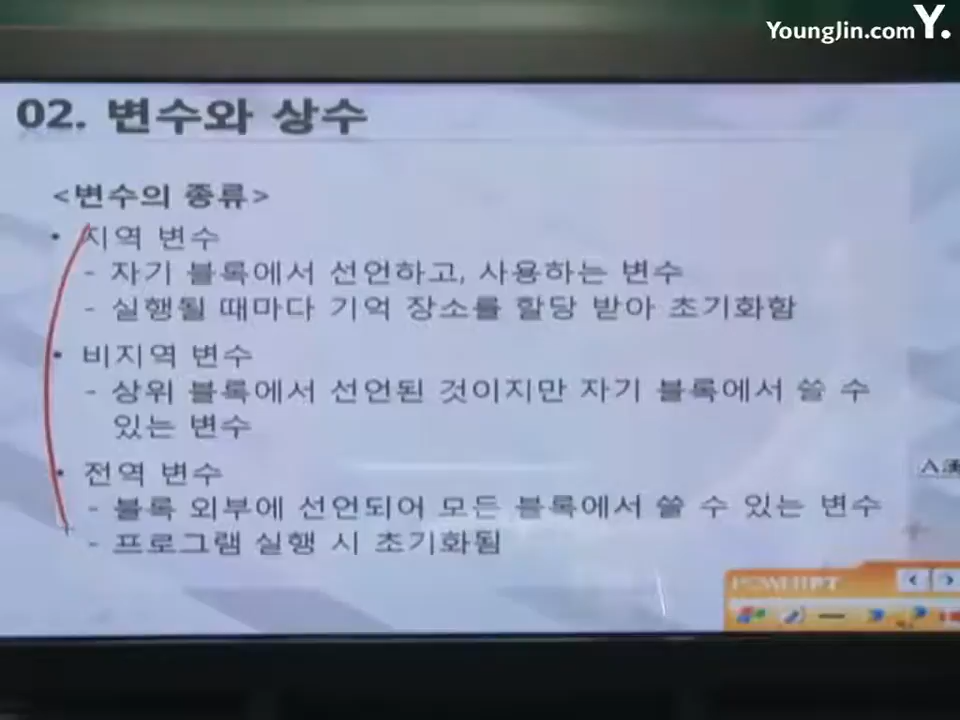 YoungJin.com Y.
02. 변수와 상수
<변수의 종류>
• 지역 변수
- 자기 블록에서 선언하고, 사용하는 변수
- 실행될 때마다 기억 장소를 할당 받아 초기화함
• 비지역 변수
- 상위 블록에서 선언된 것이지만 자기 블록에서 쓸 수
있는 변수
• 전역 변수
- 블록 외부에 선언되어 모든 블록에서 쓸 수 있는 변수
- 프로그램 실행 시 초기화됨
A漢